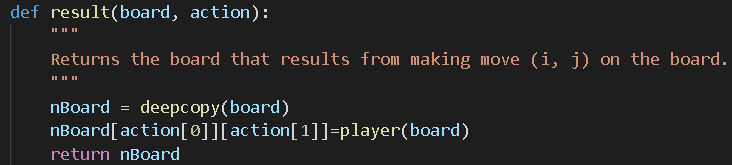 def result(board, action):
    """
    Returns the board that results from making move (i, j) on the board.
    """
    nBoard = deepcopy(board)
    nBoard[action[0]][action[1]]=player(board)
    return nBoard